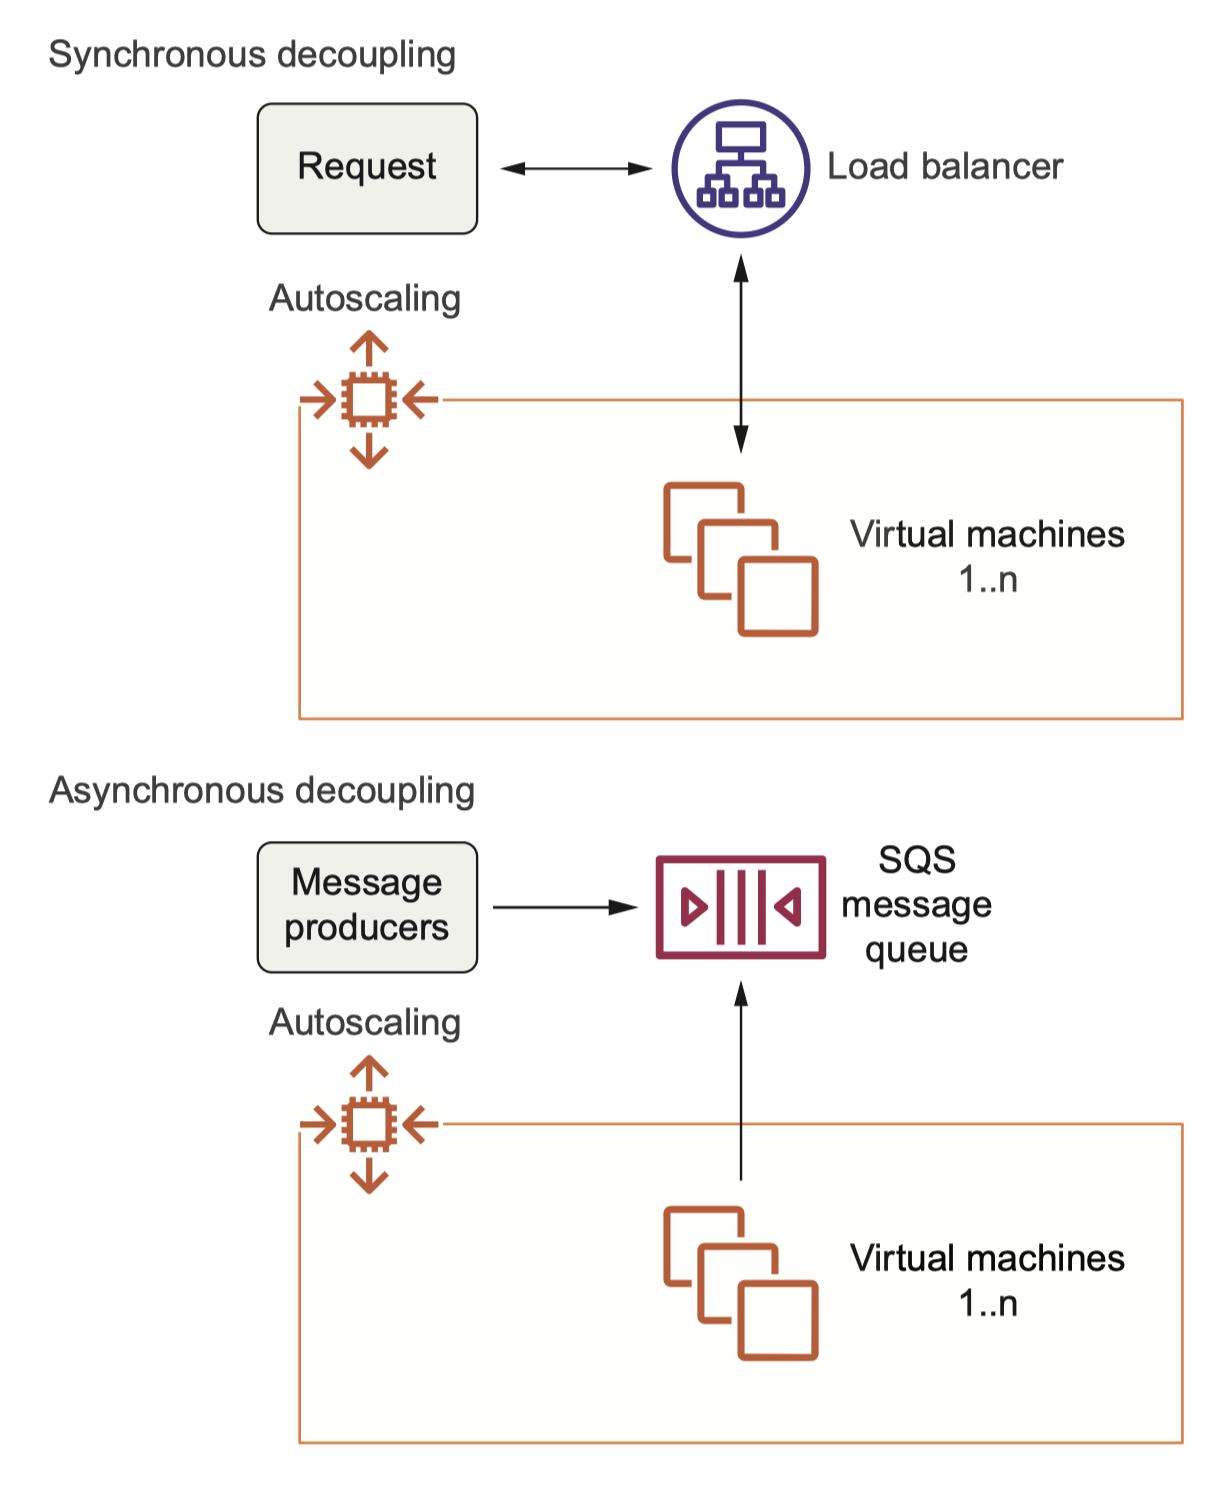 Synchronous decoupling
Request
Load balancer
Autoscaling
Virtual machines
1..n
Asynchronous decoupling
Message
producers
SQS
message
queue
Autoscaling
Virtual machines
1..n